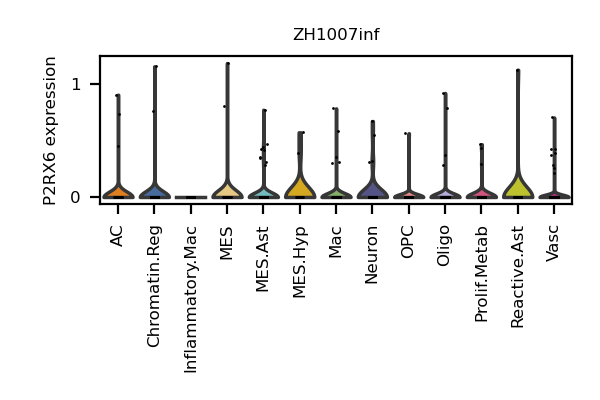 ZH1007inf
P2RX6 expression
1
0
AC
Chromatin.Reg
Inflammatory.Mac
MES
MES.Ast
MES.Hyp
Mac
Neuron
OPC
Oligo
Prolif.Metab
Reactive.Ast
Vasc